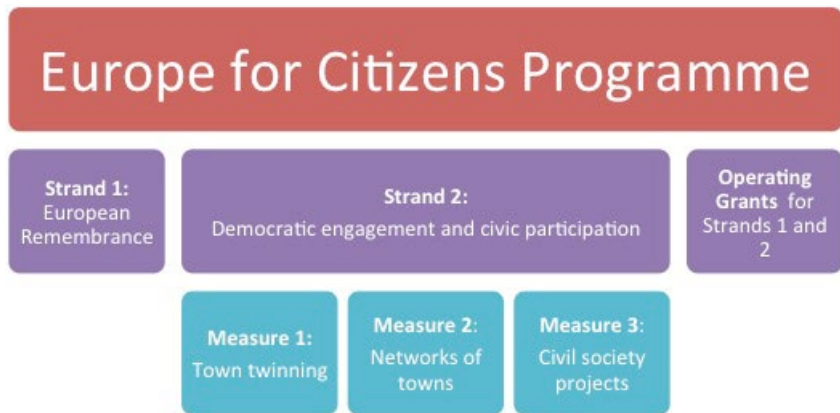 Europe for Citizens Programme
Strand 1:
European
Remembrance
Strand 2:
Democratic engagement and civic participation
Operating
Grants for
Strands 1 and
2
Measure 1:
Town twinning
Measure 2:
Networks of
towns
Measure 3:
Civil society
projects